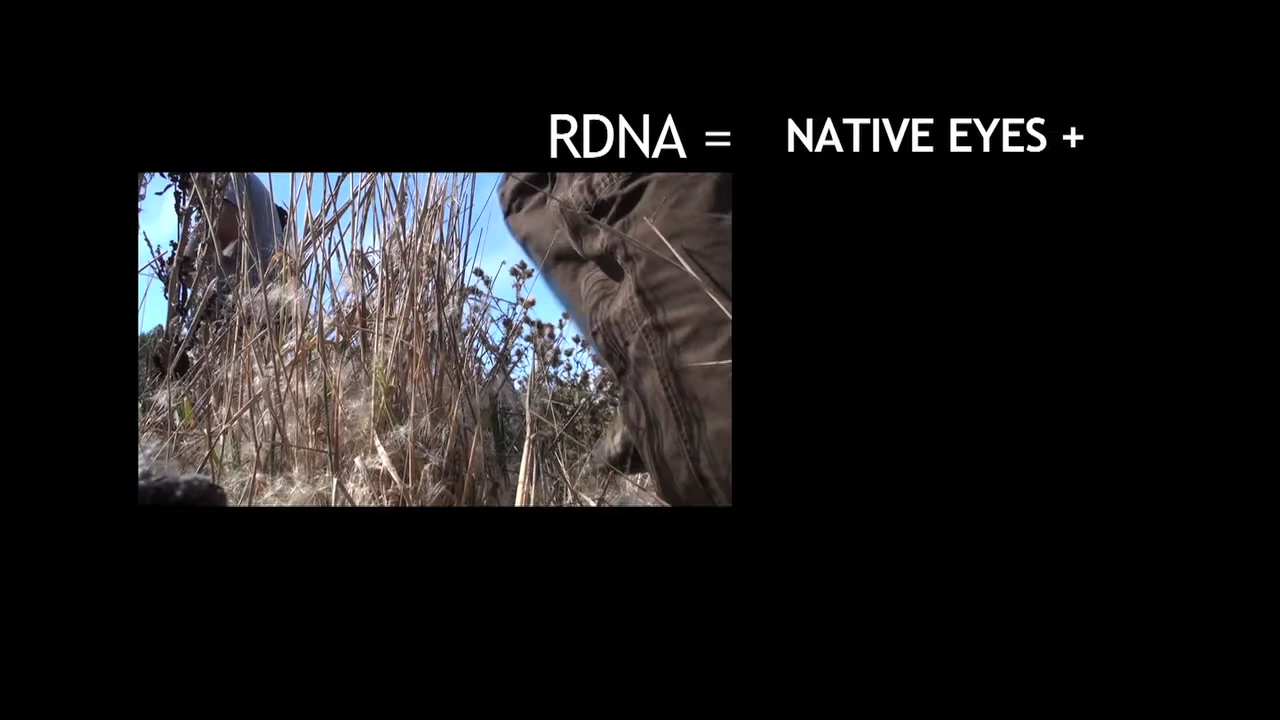 RDNA = NATIVE EYES +